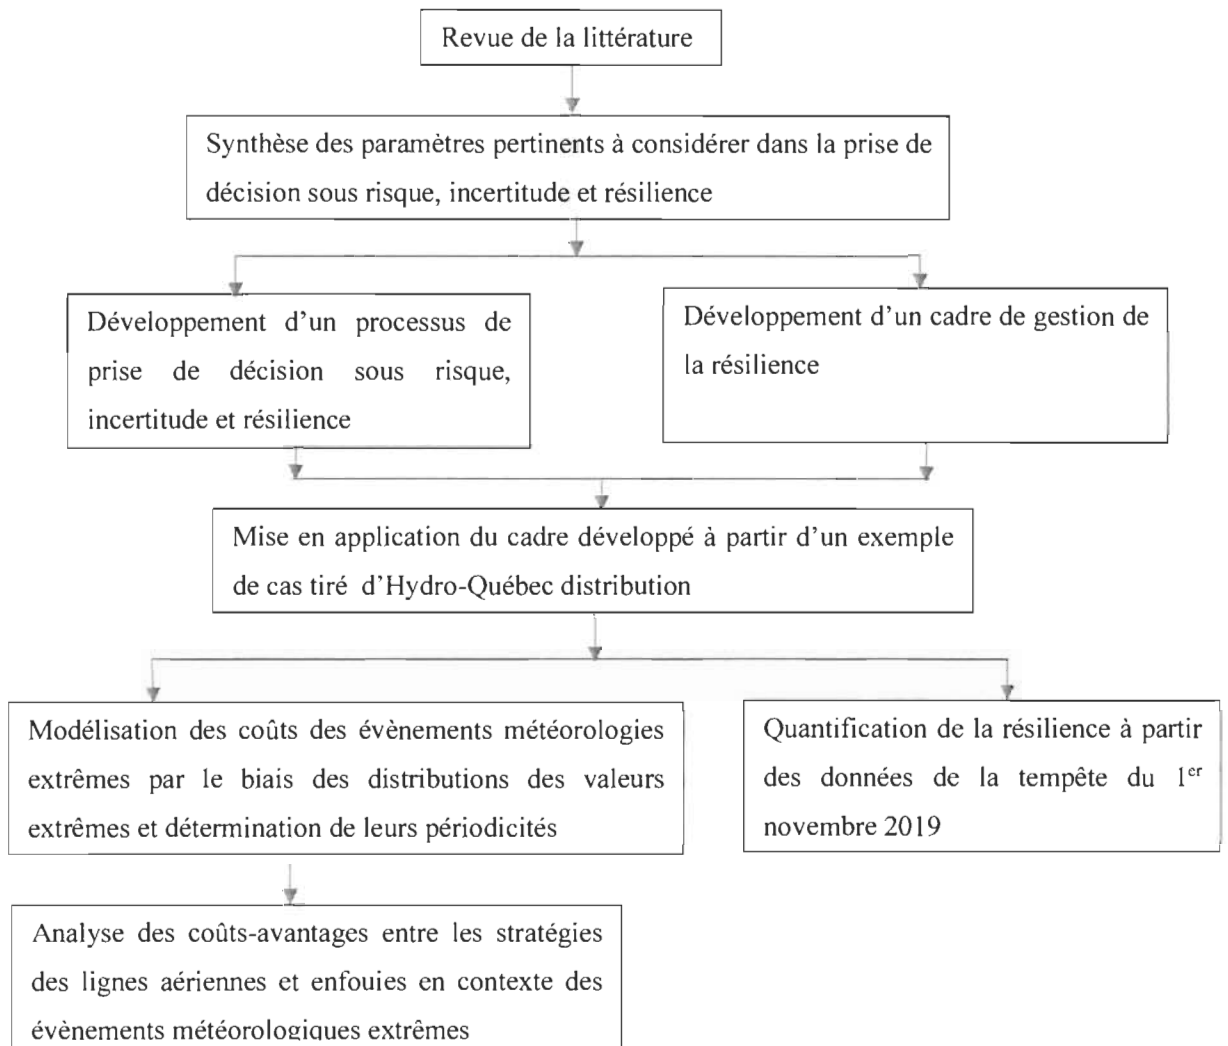 Revue de la littérature
Synthèse des paramètres pertinents à considérer dans la prise de
décision sous risque, incertitude et résilience
Développement d’un processus de
prise de décision sous risque,
incertitude et résilience
Développement d’un cadre de gestion de
la résilience
Mise en application du cadre développé à partir d’un exemple
de cas tiré d’Hydro-Québec distribution
Modélisation des coûts des évènements météorologies
extrêmes par le biais des distributions des valeurs
extrêmes et détermination de leurs périodicités
Quantification de la résilience à partir
des données de la tempête du 1er
novembre 2019
Analyse des coûts-avantages entre les stratégies
des lignes aériennes et enfouies en contexte des
évènements météorologiques extrêmes